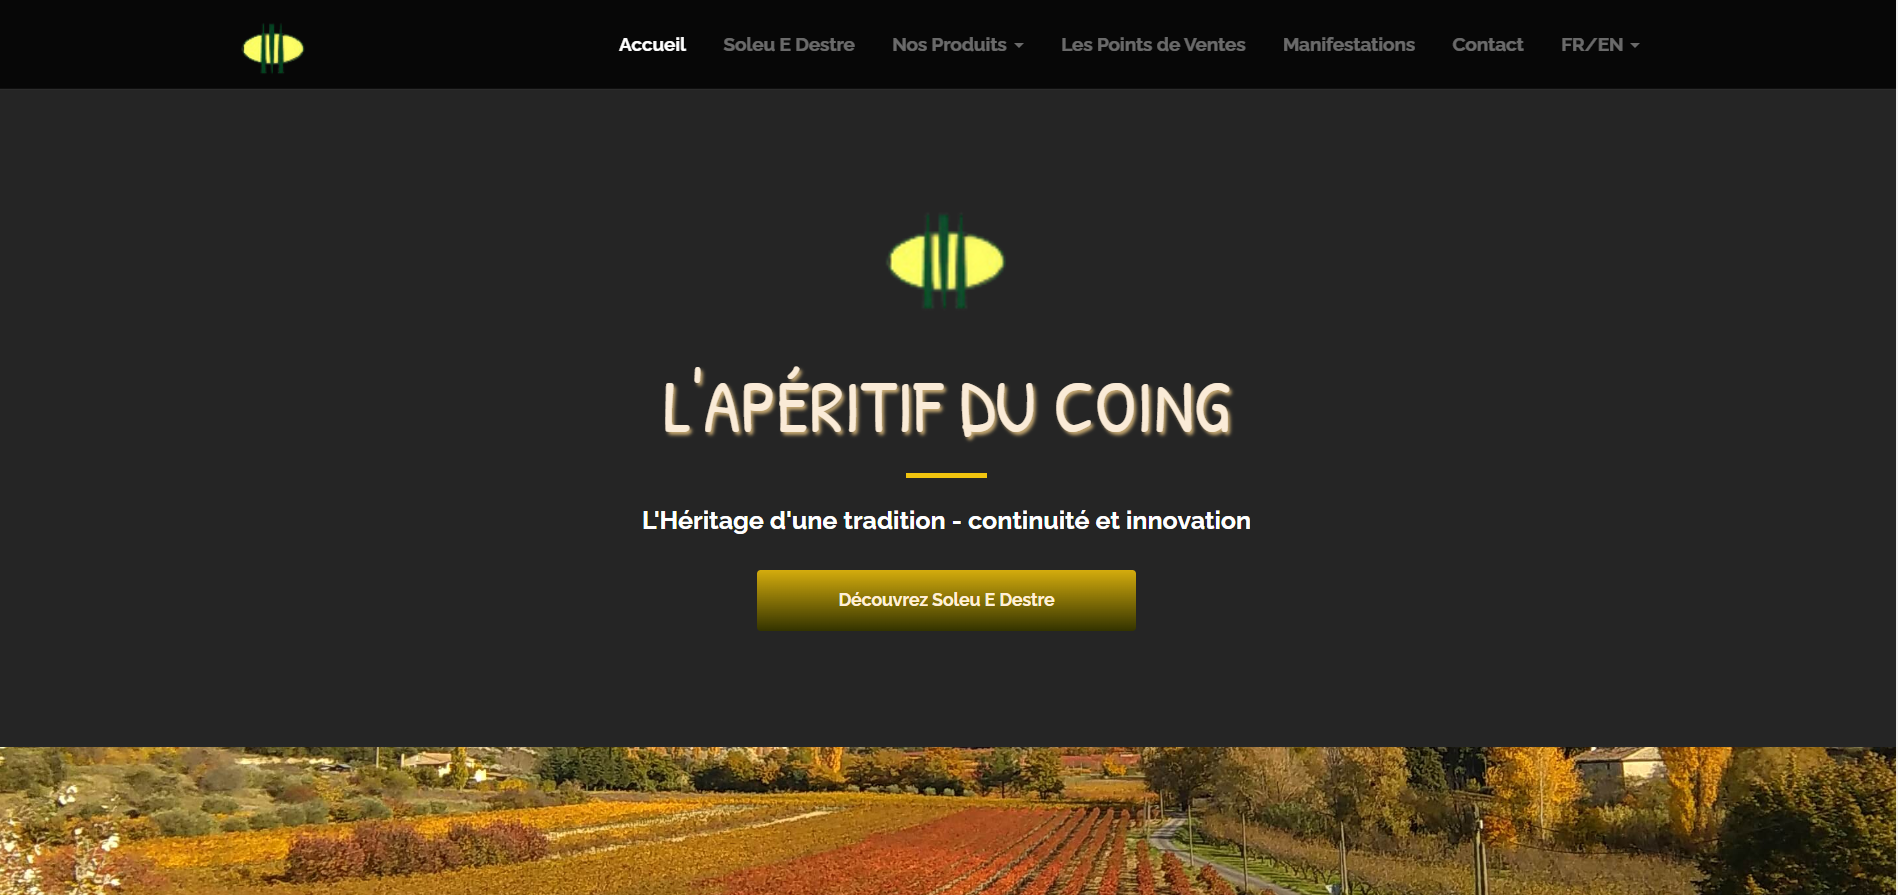 Accueil Soleu E Destre Nos Produits Les Points de Ventes Manifestations Contact FR/EN
L'APÉRITIF DU COING
L'Héritage d'une tradition - continuité et innovation
Découvrez Soleu E Destre